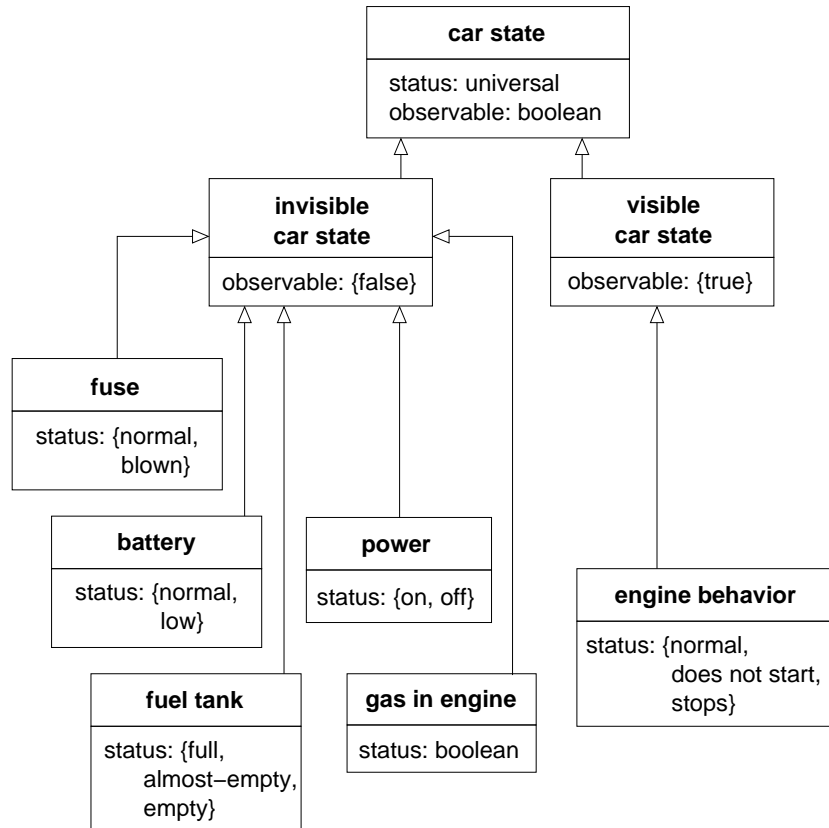 car state
status: universal
observable: boolean
invisible
car state
observable: {false}
visible
car state
observable: {true}
fuse
status: {normal,
blown}
battery
status: {normal,
low}
power
status: {on, off}
engine behavior
status: {normal,
does not start,
stops}
fuel tank
status: {full,
almost−empty,
empty}
gas in engine
status: boolean